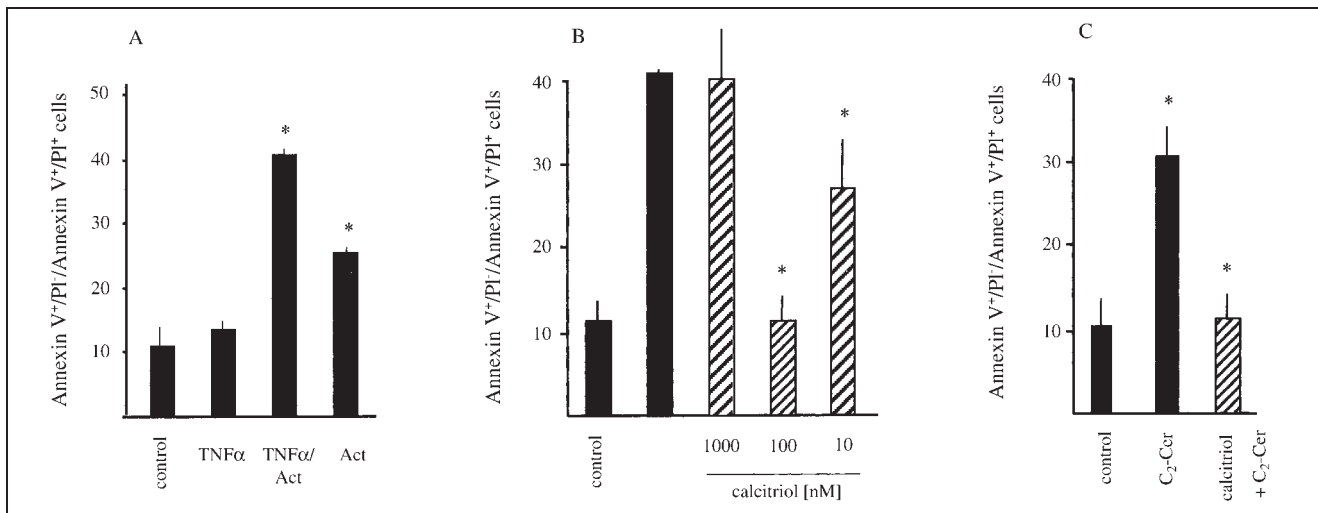 A
Annexin V⁺/PI⁻/Annexin V⁺/PI⁺ cells
50
40
30
20
10
*
*
control
TNFα
TNFα/
Act
Act
B
Annexin V⁺/PI⁻/Annexin V⁺/PI⁺ cells
40
30
20
10
*
*
control
1000
100
10
calcitriol [nM]
C
Annexin V⁺/PI⁻/Annexin V⁺/PI⁺ cells
40
30
20
10
*
*
control
C₂-Cer
calcitriol
+ C₂-Cer